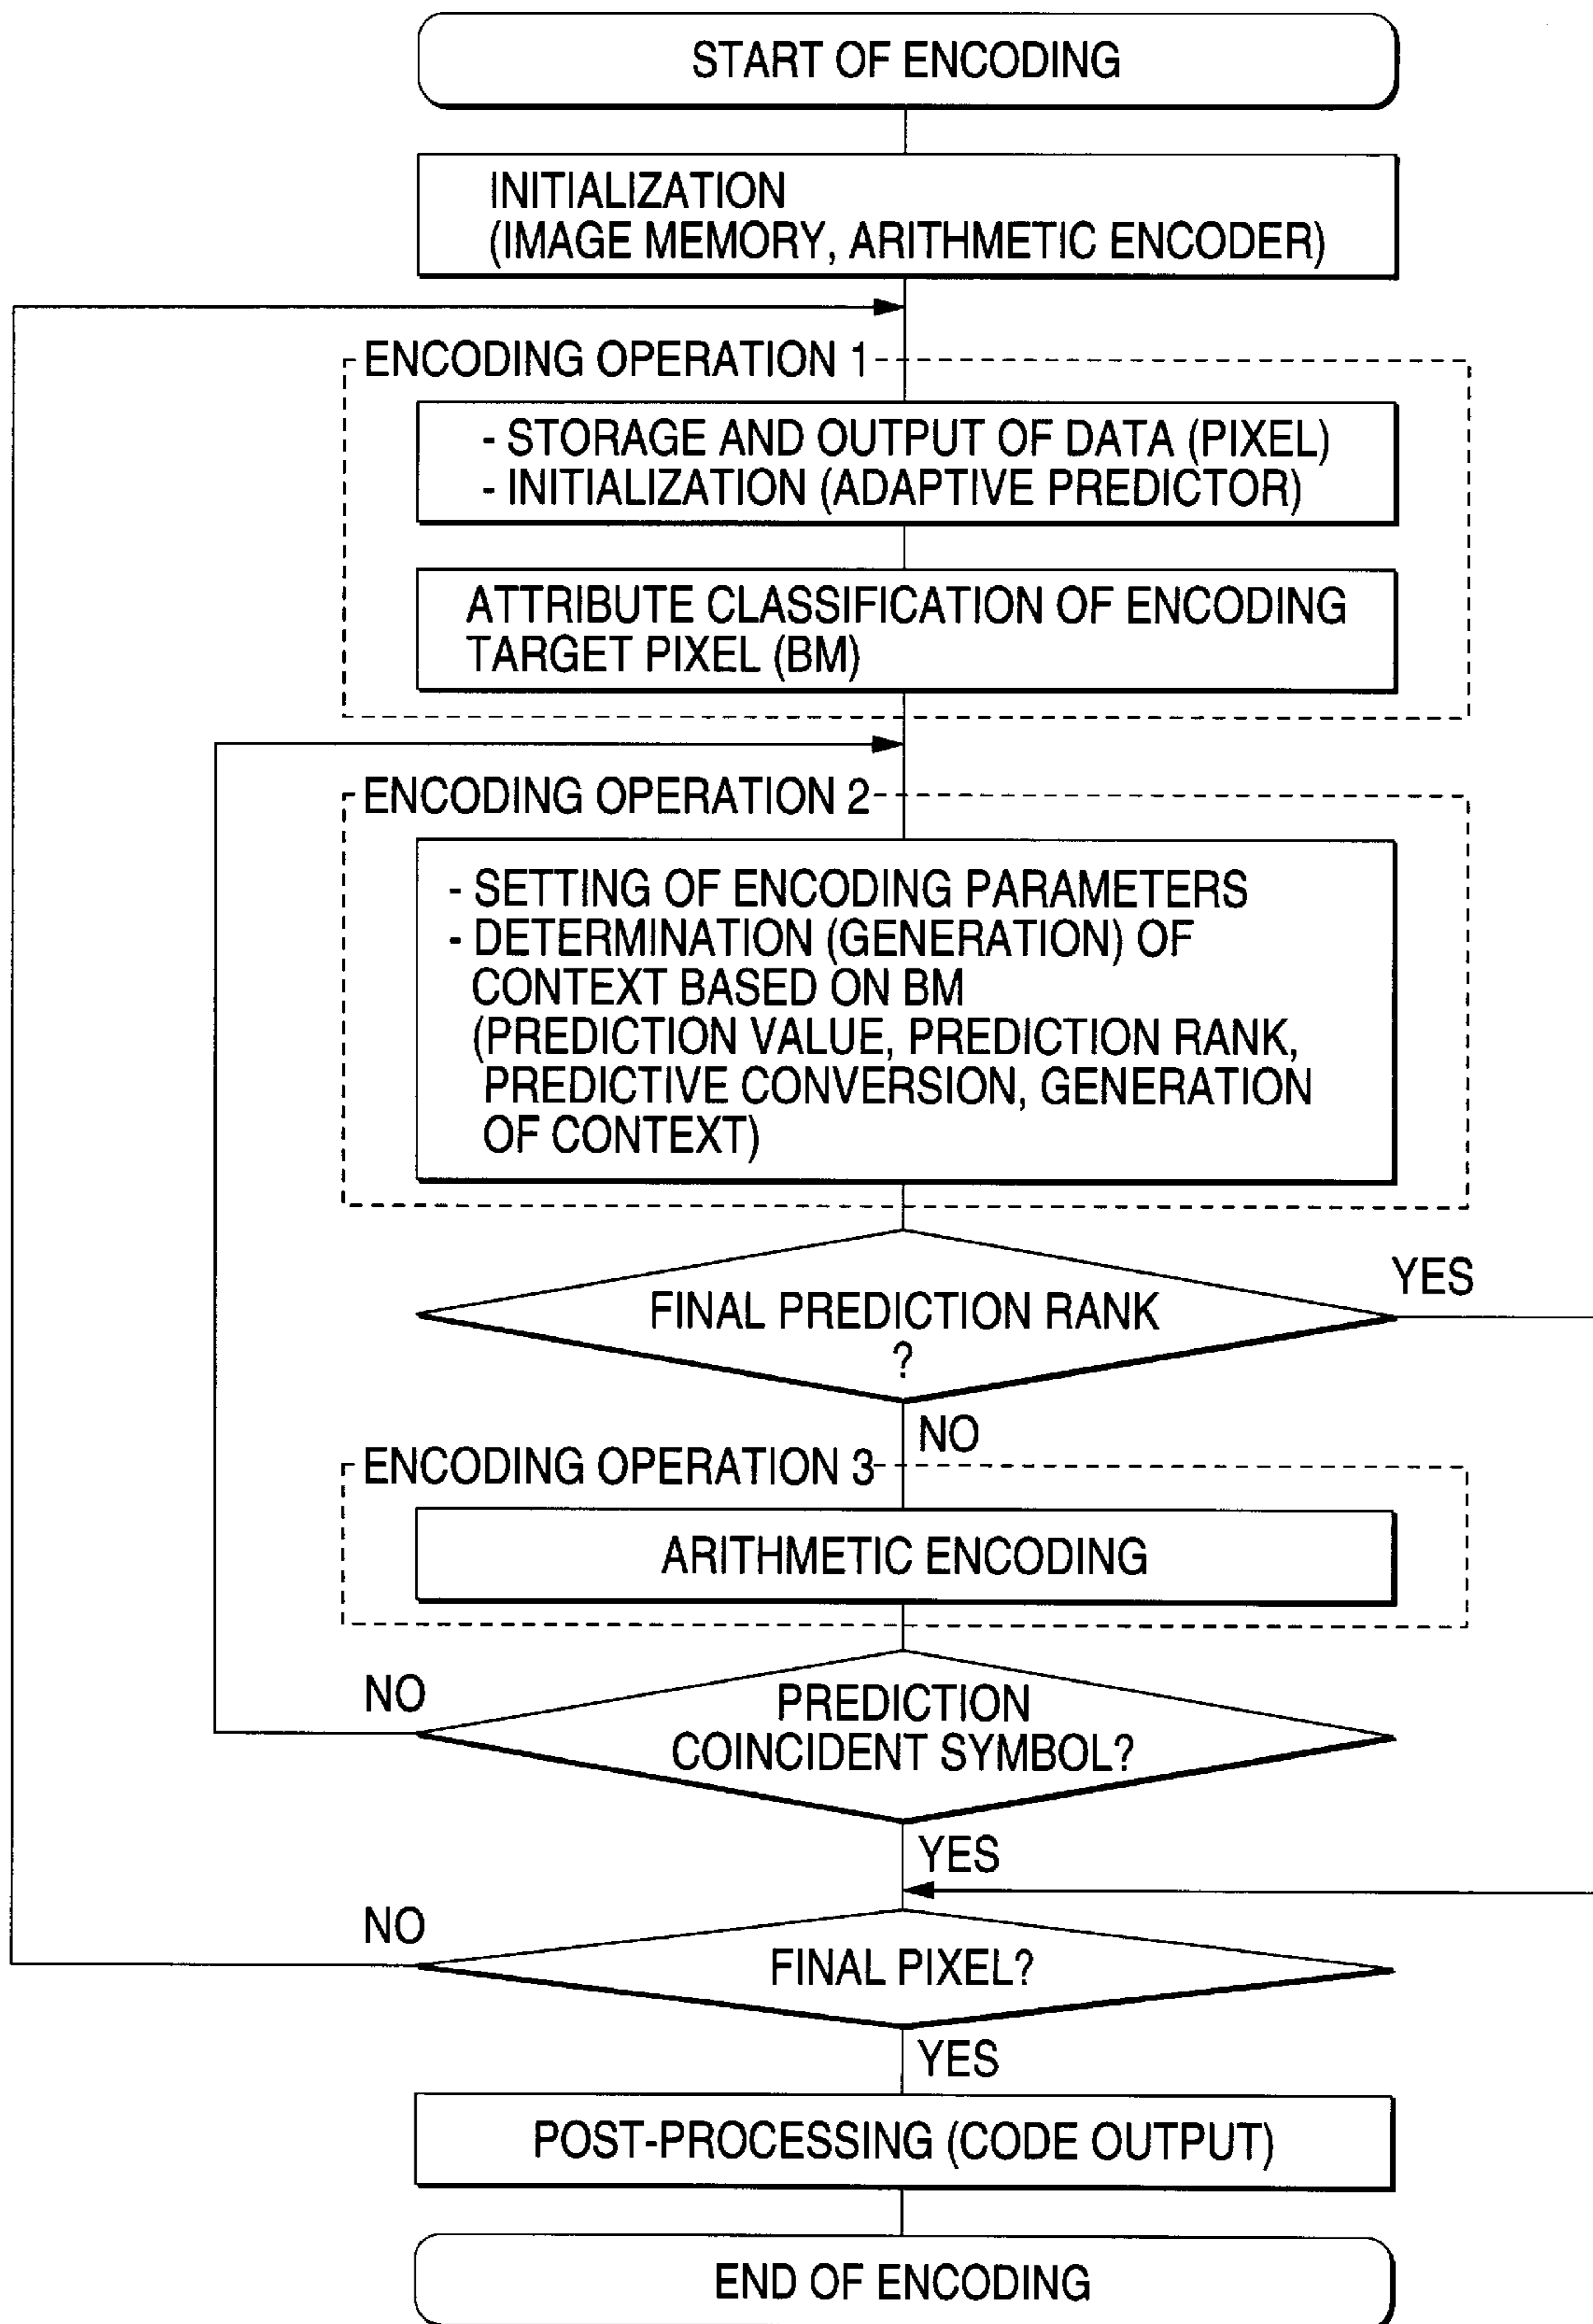 START OF ENCODING
INITIALIZATION
(IMAGE MEMORY, ARITHMETIC ENCODER)
ENCODING OPERATION 1
- STORAGE AND OUTPUT OF DATA (PIXEL)
- INITIALIZATION (ADAPTIVE PREDICTOR)
ATTRIBUTE CLASSIFICATION OF ENCODING
TARGET PIXEL (BM)
ENCODING OPERATION 2
- SETTING OF ENCODING PARAMETERS
- DETERMINATION (GENERATION) OF
CONTEXT BASED ON BM
(PREDICTION VALUE, PREDICTION RANK,
PREDICTIVE CONVERSION, GENERATION
OF CONTEXT)
YES
FINAL PREDICTION RANK
?
NO
ENCODING OPERATION 3
ARITHMETIC ENCODING
NO
PREDICTION
COINCIDENT SYMBOL?
YES
NO
FINAL PIXEL?
YES
POST-PROCESSING (CODE OUTPUT)
END OF ENCODING